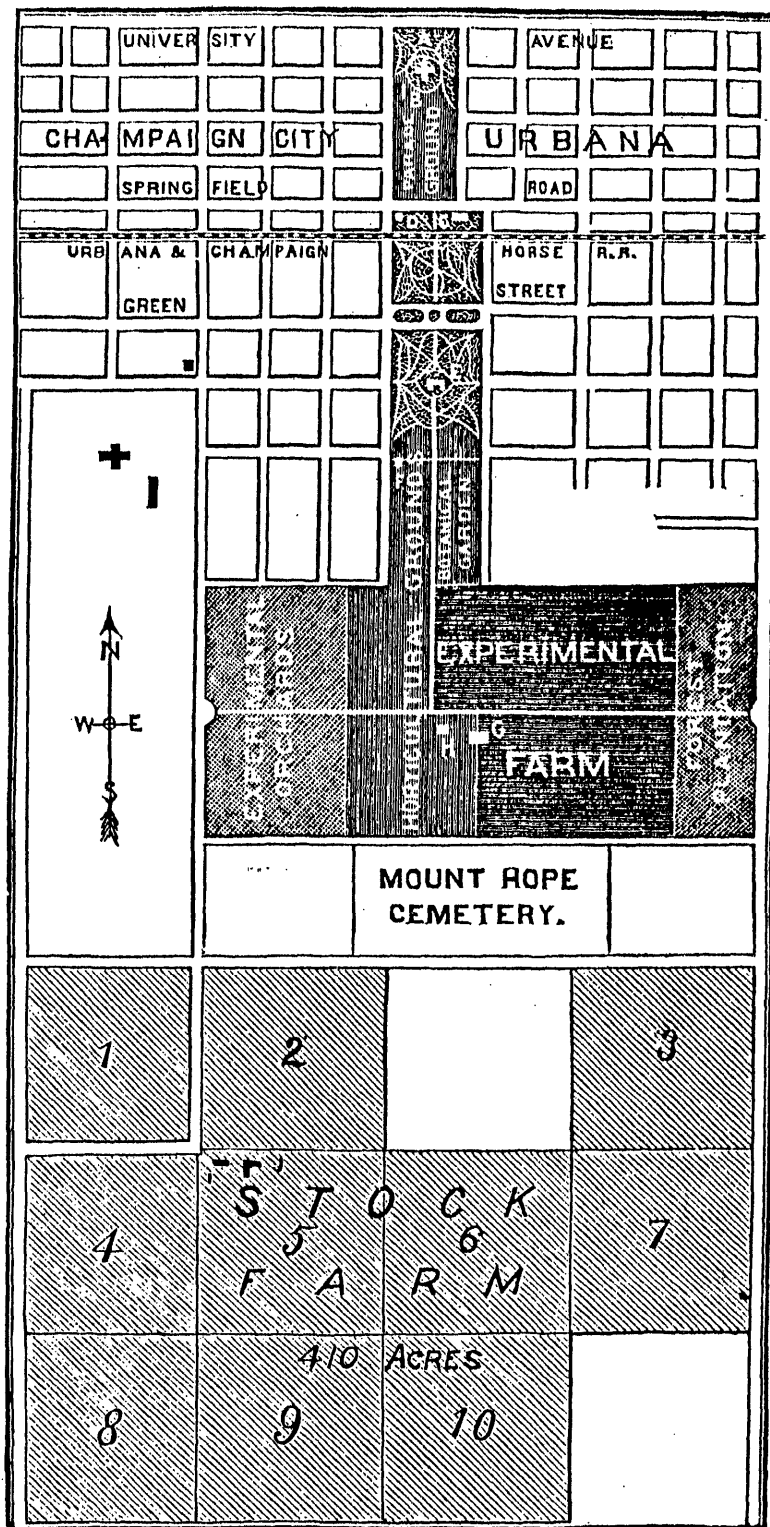 UNIVERSITY AVENUE
CHAMPAIGN CITY URBANA
PARADE
GROUND
SPRINGFIELD ROAD
URBANA & CHAMPAIGN HORSE R.R.
GREEN STREET
E
HORTICULTURAL GROUNDS
BOTANICAL
GARDEN
N
W E
S
EXPERIMENTAL
ORCHARDS
EXPERIMENTAL
FARM
FOREST
PLANTATION
H G
MOUNT HOPE
CEMETERY.
1 2 3
STOCK
4 5 6 7
FARM
410 ACRES
8 9 10